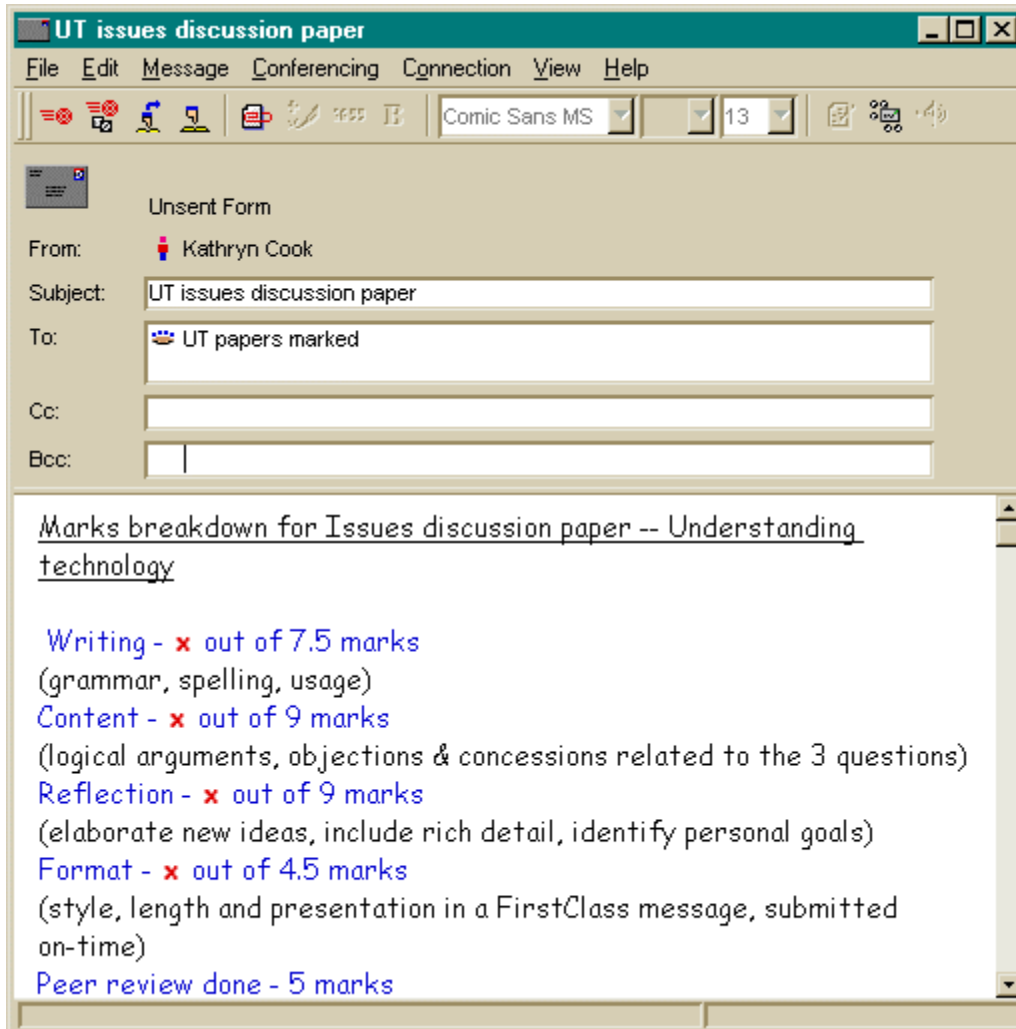 UT issues discussion paper
File Edit Message Conferencing Connection View Help
Comic Sans MS 13
Unsent Form
From: Kathryn Cook
Subject: UT issues discussion paper
To: UT papers marked
Cc:
Bcc:
Marks breakdown for Issues discussion paper -- Understanding
technology
Writing - x out of 7.5 marks
(grammar, spelling, usage)
Content - x out of 9 marks
(logical arguments, objections & concessions related to the 3 questions)
Reflection - x out of 9 marks
(elaborate new ideas, include rich detail, identify personal goals)
Format - x out of 4.5 marks
(style, length and presentation in a FirstClass message, submitted
on-time)
Peer review done - 5 marks